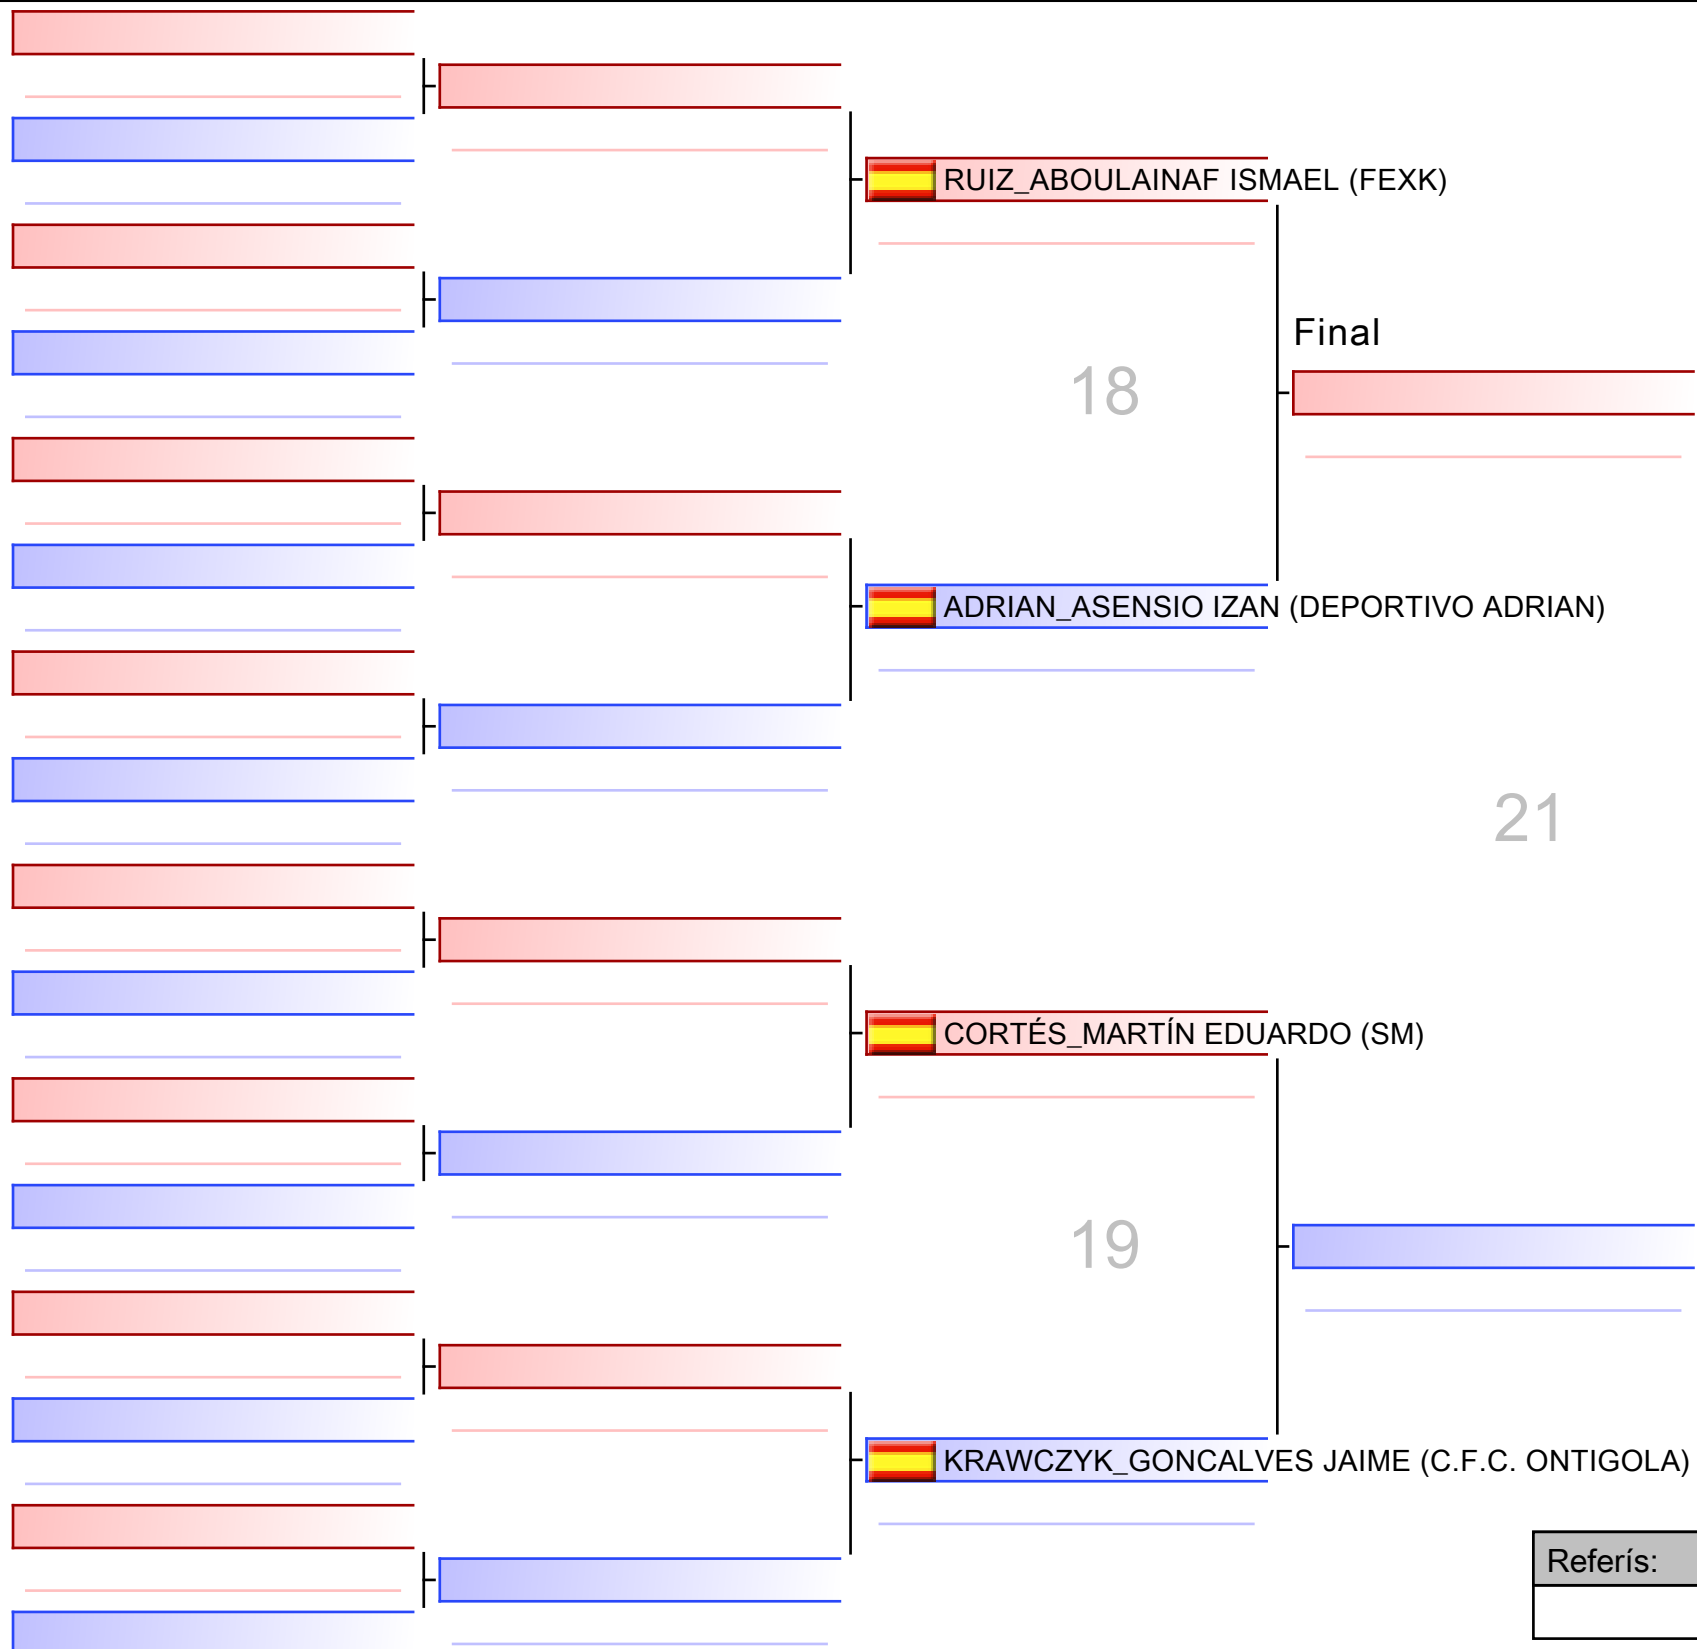 RUIZ_ABOULAINAF ISMAEL (FEXK)
Final
18
ADRIAN_ASENSIO IZAN (DEPORTIVO ADRIAN)
21
CORTÉS_MARTÍN EDUARDO (SM)
19
KRAWCZYK_GONCALVES JAIME (C.F.C. ONTIGOLA)
Referís: